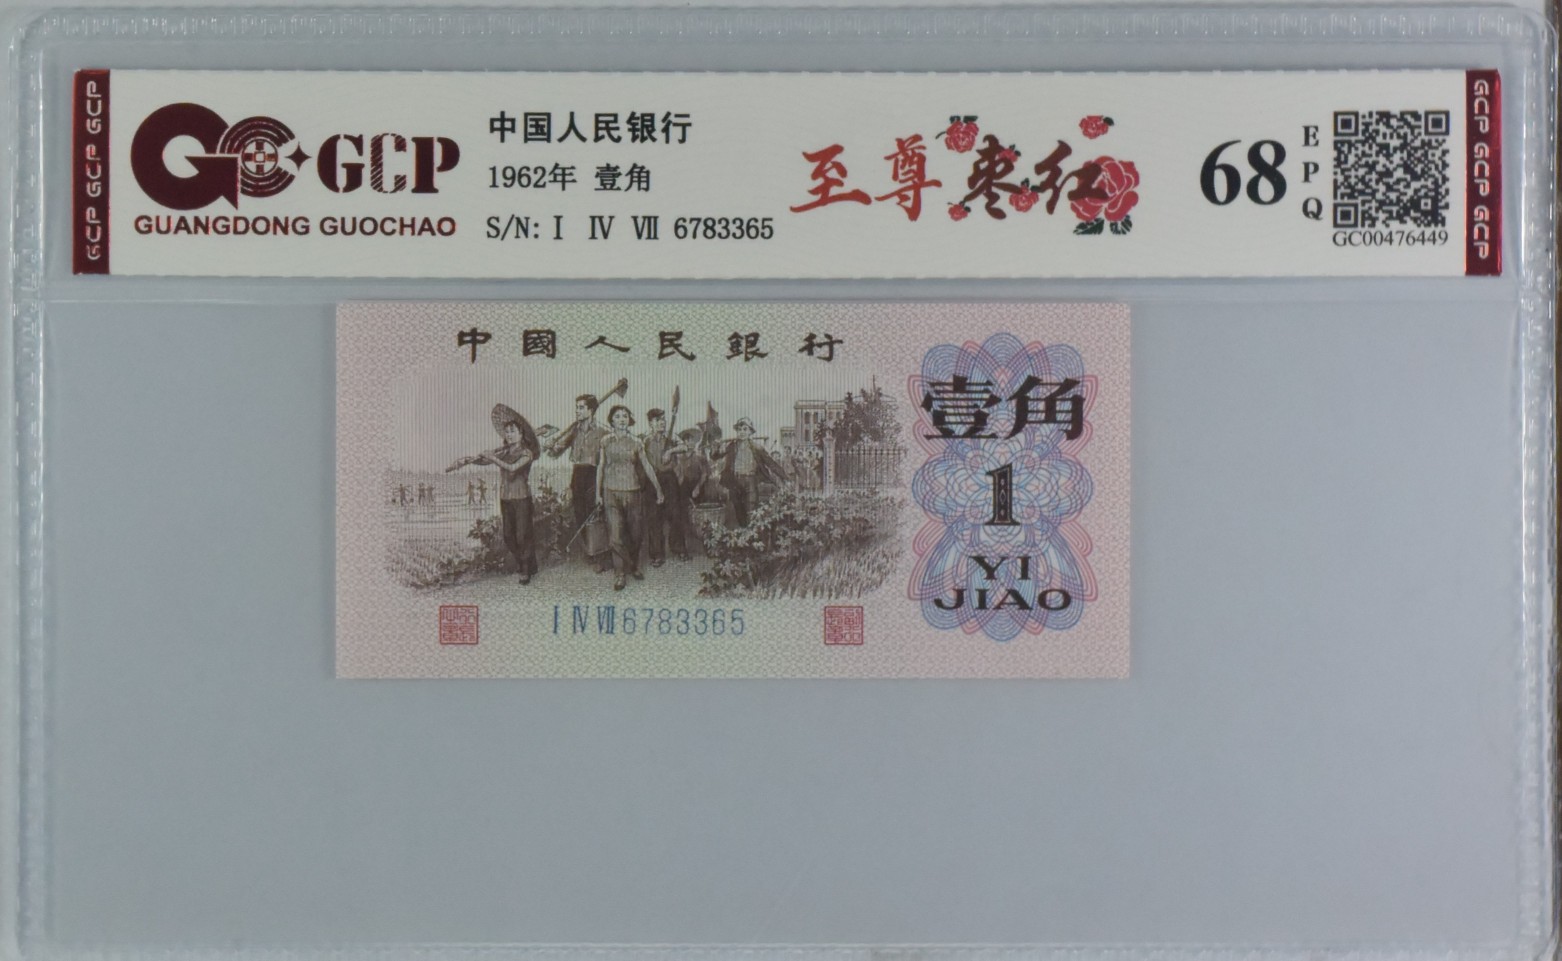 GCP GCP GCP
GCP
GUANGDONG GUOCHAO
中国人民银行
1962年 壹角
S/N: I IV VII 6783365
至尊枣红
68
EPQ
GC00476449
GCP GCP GCP
中國人民銀行
壹角
1
YI
JIAO
I IV VII 6783365